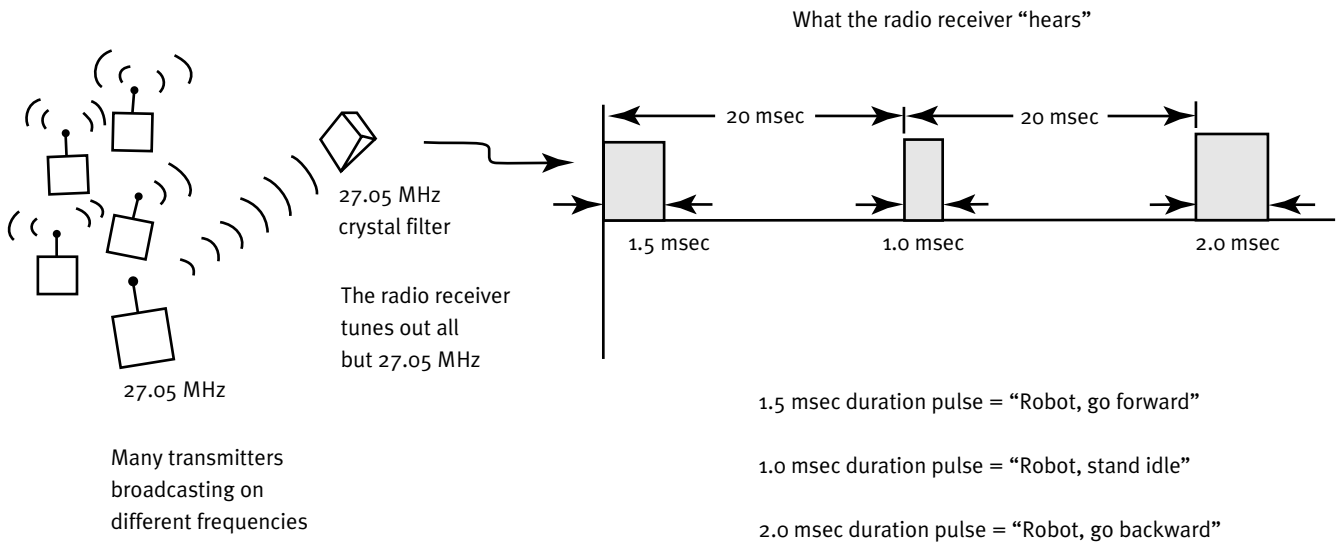 What the radio receiver “hears”
20 msec
20 msec
27.05 MHz
crystal filter
1.5 msec
1.0 msec
2.0 msec
The radio receiver
tunes out all
but 27.05 MHz
27.05 MHz
Many transmitters
broadcasting on
different frequencies
1.5 msec duration pulse = “Robot, go forward”
1.0 msec duration pulse = “Robot, stand idle”
2.0 msec duration pulse = “Robot, go backward”